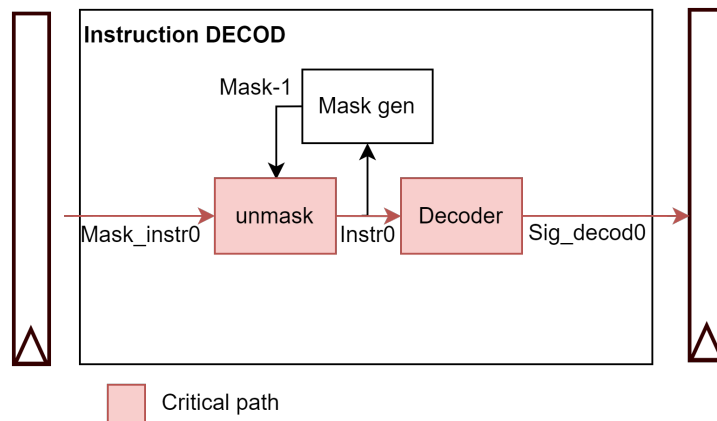 Instruction DECOD
Mask-1
Mask gen
unmask
Decoder
Mask_instr0
Instr0
Sig_decod0
Critical path